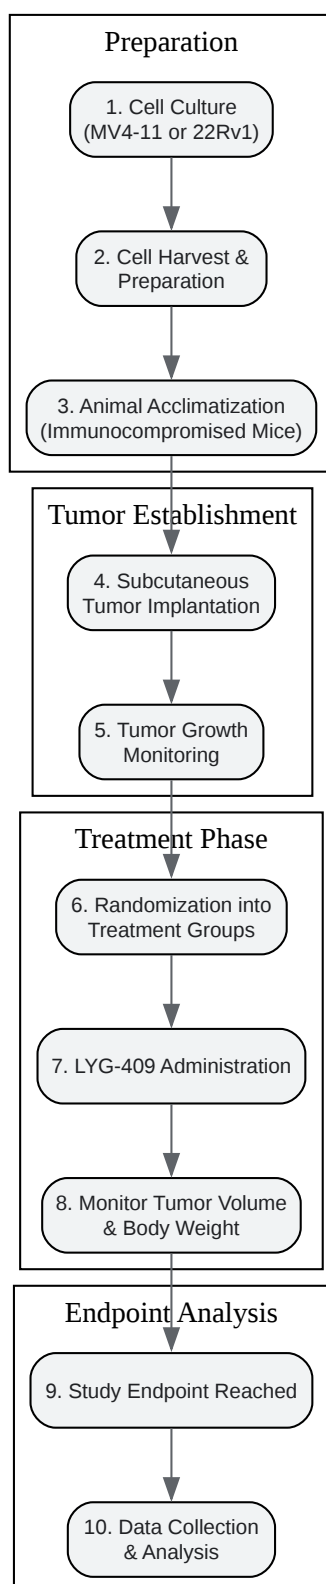 Preparation
1. Cell Culture
(MV4-11 or 22Rv1)
2. Cell Harvest &
Preparation
3. Animal Acclimatization
(Immunocompromised Mice)
Tumor Establishment
4. Subcutaneous
Tumor Implantation
5. Tumor Growth
Monitoring
Treatment Phase
6. Randomization into
Treatment Groups
7. LYG-409 Administration
8. Monitor Tumor Volume
& Body Weight
Endpoint Analysis
9. Study Endpoint Reached
10. Data Collection
& Analysis